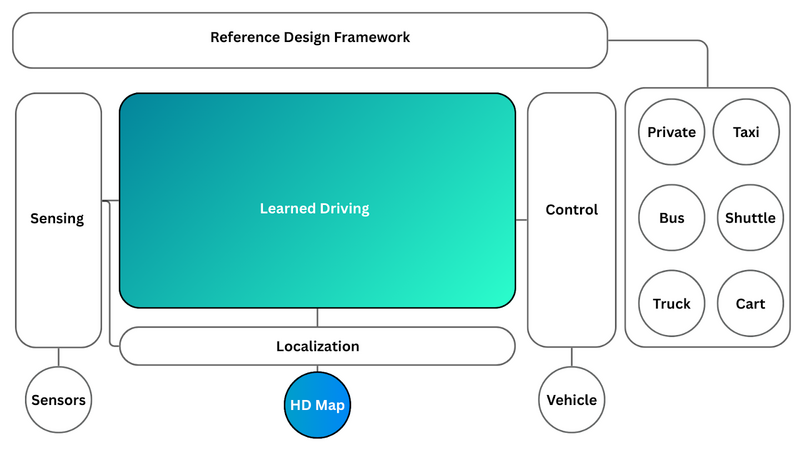 Reference Design Framework
Sensing
Learned Driving
Control
Private
Taxi
Bus
Shuttle
Truck
Cart
Localization
Sensors
HD Map
Vehicle